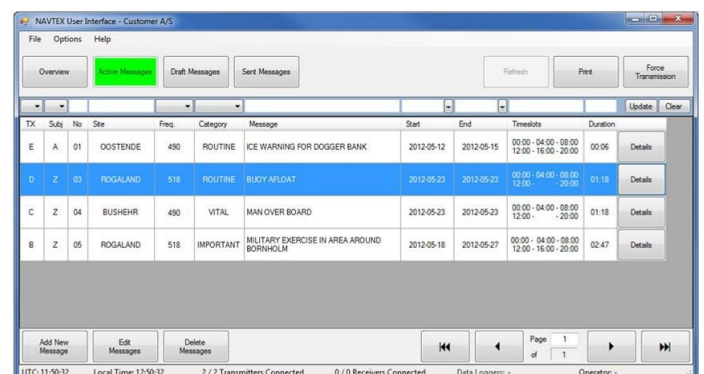 NAVTEX User Interface - Customer A/S
File Options Help
Overview Active Messages Draft Messages Sent Messages Refresh Print Force Transmission
Update Clear
TX Subj No Site Freq. Category Message Start End Timeslots Duration
E A 01 OOSTENDE 490 ROUTINE ICE WARNING FOR DOGGER BANK 2012-05-12 2012-05-15 00:00 - 04:00 - 08:00 00:06 Details
12:00 - 16:00 - 20:00
D Z 03 ROGALAND 518 ROUTINE BUOY AFLOAT 2012-05-23 2012-05-23 00:00 - 04:00 - 08:00 01:18 Details
12:00 - - 20:00
C Z 04 BUSHEHR 490 VITAL MAN OVER BOARD 2012-05-23 2012-05-23 00:00 - 04:00 - 08:00 01:18 Details
12:00 - - 20:00
B Z 05 ROGALAND 518 IMPORTANT MILITARY EXERCISE IN AREA AROUND 2012-05-18 2012-05-27 00:00 - 04:00 - 08:00 02:47 Details
BORNHOLM 12:00 - 16:00 - 20:00
Add New Message Edit Messages Delete Messages Page 1
of 1
UTC: 11:50:32 Local Time: 12:50:32 2 / 2 Transmitters Connected 0 / 0 Receivers Connected Data Loggers: - Operator: -